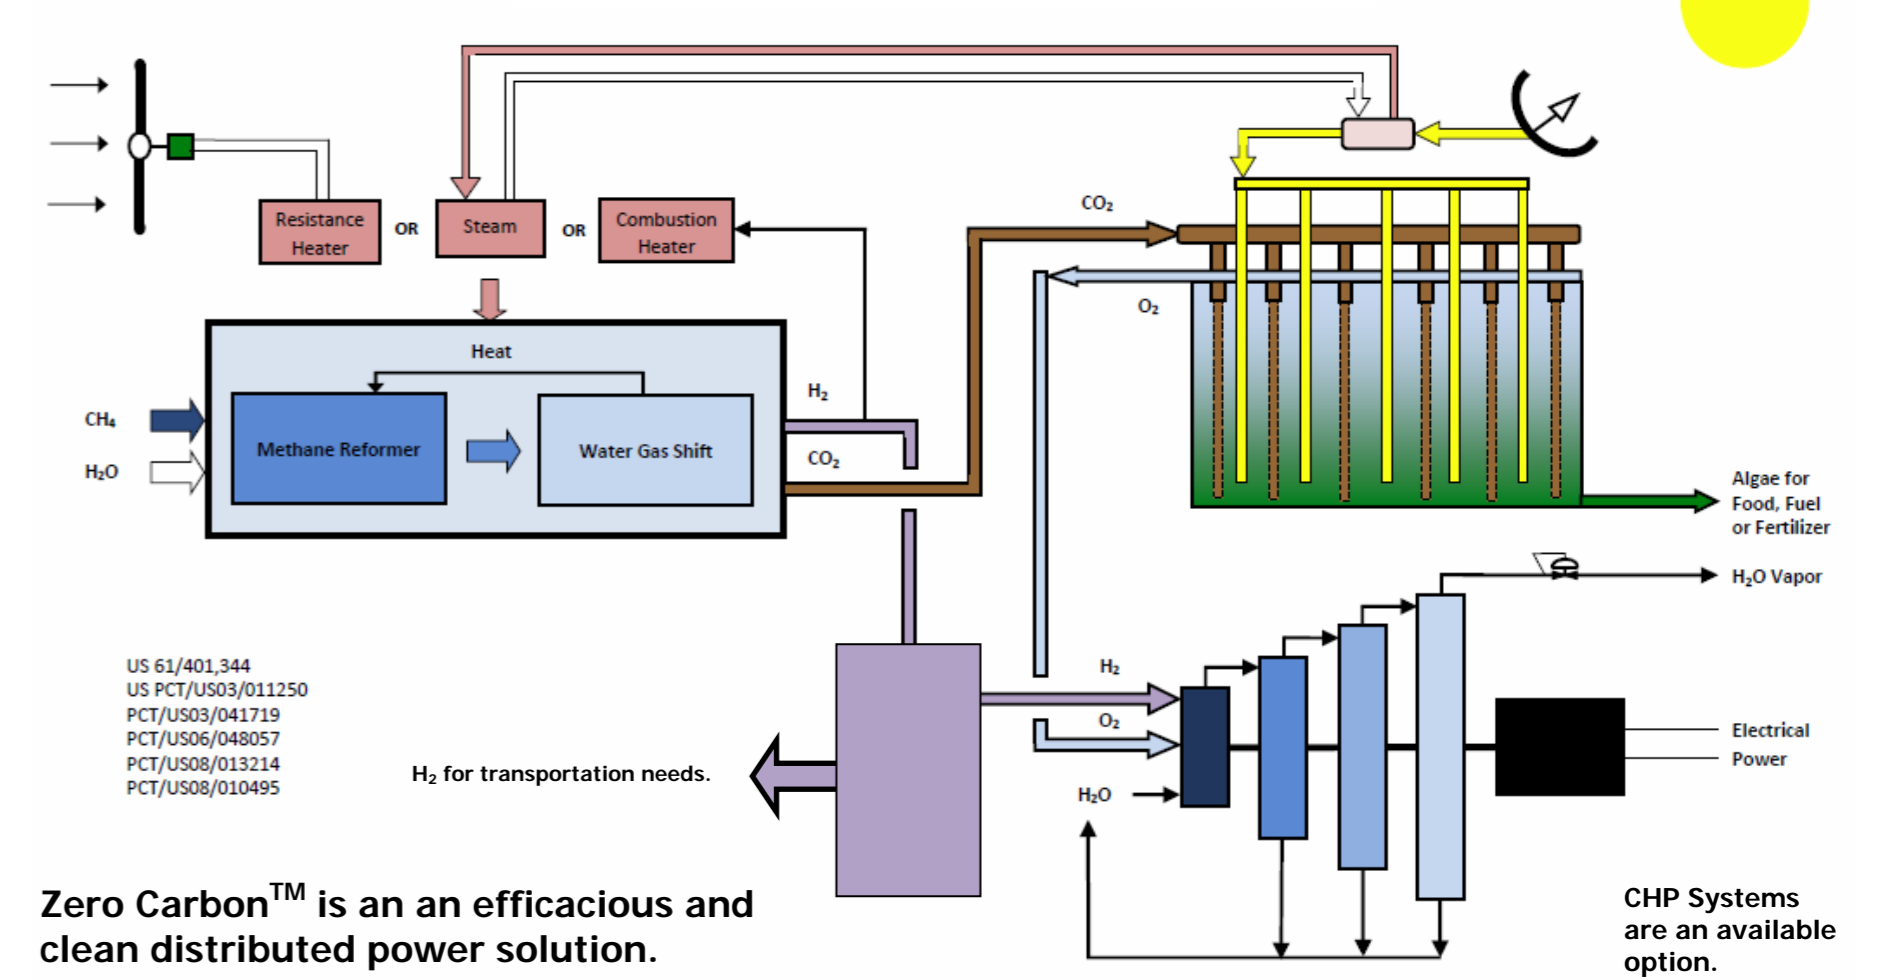 Resistance
Heater
OR
Steam
OR
Combustion
Heater
CO₂
O₂
Heat
CH₄
H₂O
Methane Reformer
Water Gas Shift
H₂
CO₂
Algae for
Food, Fuel
or Fertilizer
H₂O Vapor
US 61/401,344
US PCT/US03/011250
PCT/US03/041719
PCT/US06/048057
PCT/US08/013214
PCT/US08/010495
H₂ for transportation needs.
H₂
O₂
H₂O
Electrical
Power
Zero Carbon™ is an an efficacious and
clean distributed power solution.
CHP Systems
are an available
option.